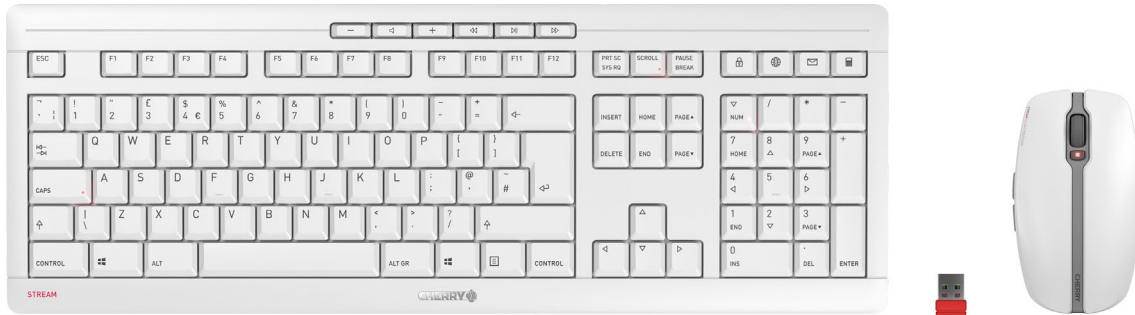 ESC F1 F2 F3 F4 F5 F6 F7 F8 F9 F10 F11 F12 PRT SC SCROLL PAUSE
SYS RQ BREAK
¬ ! " £ $ % ^ & * ( ) _ +
` ¦ 1 2 3 4 € 5 6 7 8 9 0 - =
INSERT HOME PAGE▲
NUM / * −
Q W E R T Y U I O P { }
[ ]
DELETE END PAGE▼
7 8 9 +
HOME PAGE▲
CAPS A S D F G H J K L : @ ~
; ' #
4 5 6
| Z X C V B N M < > ?
\ , . /
1 2 3
END PAGE▼
CONTROL ALT ALT GR CONTROL
0 .
INS DEL ENTER
STREAM
CHERRY
CHERRY